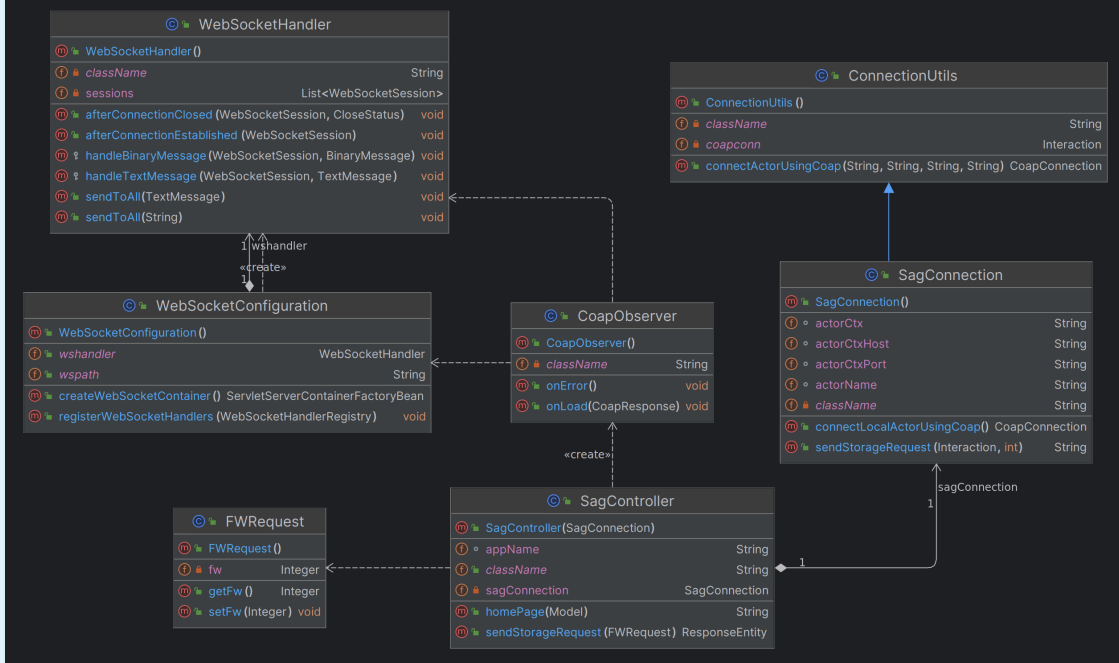 WebSocketHandler
WebSocketHandler()
className String
sessions List<WebSocketSession>
afterConnectionClosed (WebSocketSession, CloseStatus) void
afterConnectionEstablished (WebSocketSession) void
handleBinaryMessage (WebSocketSession, BinaryMessage) void
handleTextMessage (WebSocketSession, TextMessage) void
sendToAll(TextMessage) void
sendToAll(String) void
ConnectionUtils
ConnectionUtils ()
className String
coapconn Interaction
connectActorUsingCoap(String, String, String, String) CoapConnection
1 wshandler
«create»
1
WebSocketConfiguration
WebSocketConfiguration()
wshandler WebSocketHandler
wspath String
createWebSocketContainer() ServletServerContainerFactoryBean
registerWebSocketHandlers (WebSocketHandlerRegistry) void
CoapObserver
CoapObserver()
className String
onError() void
onLoad(CoapResponse) void
SagConnection
SagConnection()
actorCtx String
actorCtxHost String
actorCtxPort String
actorName String
className String
connectLocalActorUsingCoap() CoapConnection
sendStorageRequest (Interaction, int) String
«create»
sagConnection
1
FWRequest
FWRequest()
fw Integer
getFw() Integer
setFw(Integer) void
SagController
SagController(SagConnection)
appName String
className String
sagConnection SagConnection
homePage(Model) String
sendStorageRequest (FWRequest) ResponseEntity
1